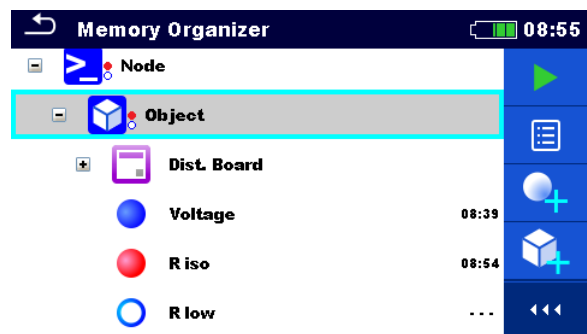 Memory Organizer 08:55
Node
Object
Dist. Board
Voltage 08:39
R iso 08:54
R low ---